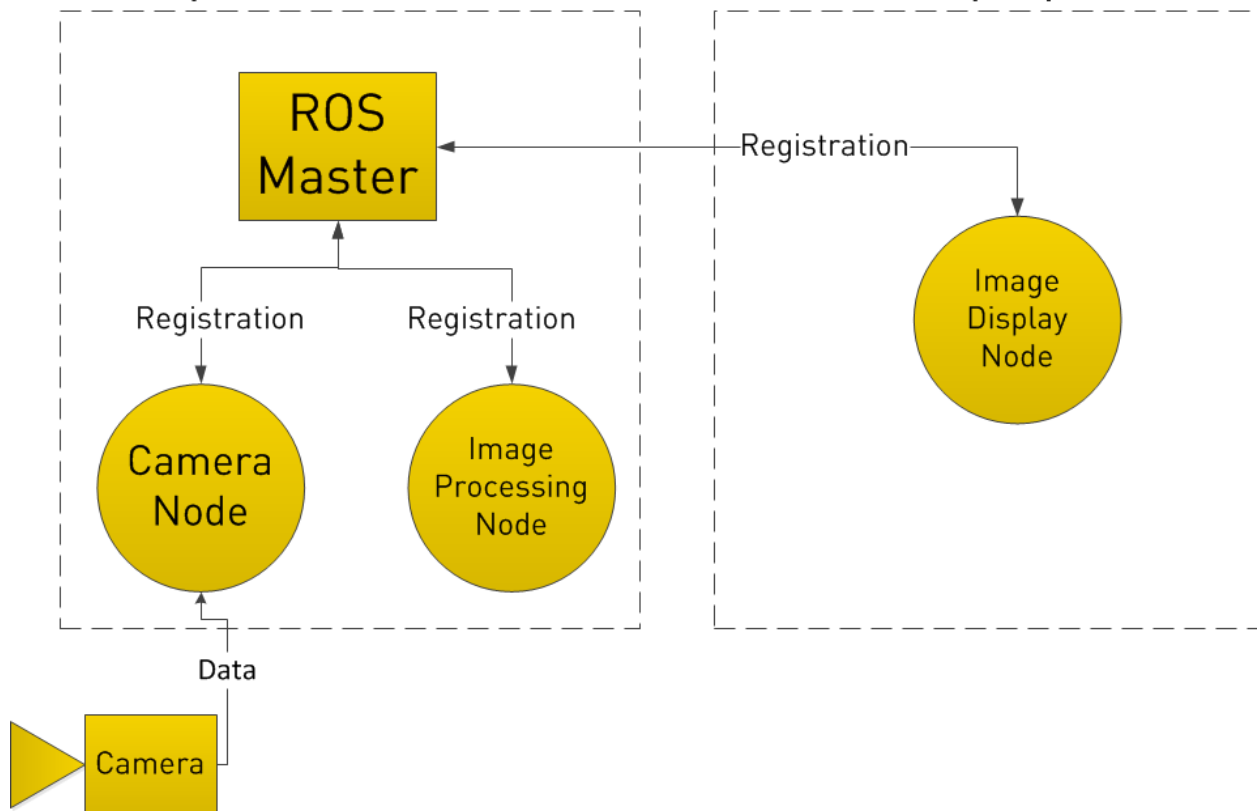 ROS
Master
Registration
Registration
Registration
Image
Display
Node
Camera
Node
Image
Processing
Node
Data
Camera